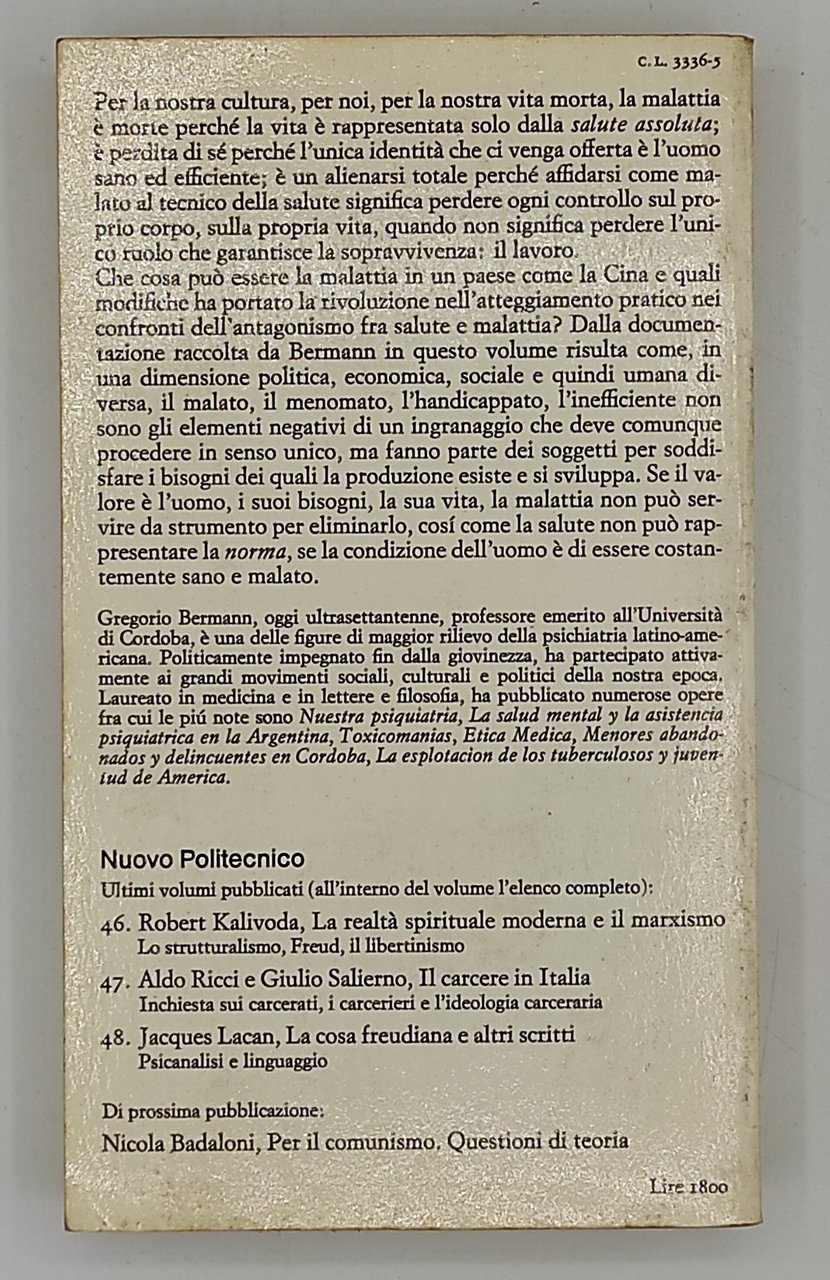 C.L. 3336-5
Per la nostra cultura, per noi, per la nostra vita morta, la malattia
è morte perché la vita è rappresentata solo dalla salute assoluta;
è perdita di sé perché l'unica identità che ci venga offerta è l'uomo
sano ed efficiente; è un alienarsi totale perché affidarsi come ma-
lato al tecnico della salute significa perdere ogni controllo sul pro-
prio corpo, sulla propria vita, quando non significa perdere l'uni-
co ruolo che garantisce la sopravvivenza: il lavoro.
Che cosa può essere la malattia in un paese come la Cina e quali
modifiche ha portato la rivoluzione nell'atteggiamento pratico nei
confronti dell'antagonismo fra salute e malattia? Dalla documen-
tazione raccolta da Bermann in questo volume risulta come, in
una dimensione politica, economica, sociale e quindi umana di-
versa, il malato, il menomato, l'handicappato, l'inefficiente non
sono gli elementi negativi di un ingranaggio che deve comunque
procedere in senso unico, ma fanno parte dei soggetti per soddi-
sfare i bisogni dei quali la produzione esiste e si sviluppa. Se il va-
lore è l'uomo, i suoi bisogni, la sua vita, la malattia non può ser-
vire da strumento per eliminarlo, cosí come la salute non può rap-
presentare la norma, se la condizione dell'uomo è di essere costan-
temente sano e malato.
Gregorio Bermann, oggi ultrasettantenne, professore emerito all'Università
di Cordoba, è una delle figure di maggior rilievo della psichiatria latino-ame-
ricana. Politicamente impegnato fin dalla giovinezza, ha partecipato attiva-
mente ai grandi movimenti sociali, culturali e politici della nostra epoca.
Laureato in medicina e in lettere e filosofia, ha pubblicato numerose opere
fra cui le piú note sono Nuestra psiquiatria, La salud mental y la asistencia
psiquiatrica en la Argentina, Toxicomanias, Etica Medica, Menores abando-
nados y delincuentes en Cordoba, La esplotacion de los tuberculosos y juven-
tud de America.
Nuovo Politecnico
Ultimi volumi pubblicati (all'interno del volume l'elenco completo):
46. Robert Kalivoda, La realtà spirituale moderna e il marxismo
Lo strutturalismo, Freud, il libertinismo
47. Aldo Ricci e Giulio Salierno, Il carcere in Italia
Inchiesta sui carcerati, i carcerieri e l'ideologia carceraria
48. Jacques Lacan, La cosa freudiana e altri scritti
Psicanalisi e linguaggio
Di prossima pubblicazione:
Nicola Badaloni, Per il comunismo. Questioni di teoria
Lire 1800